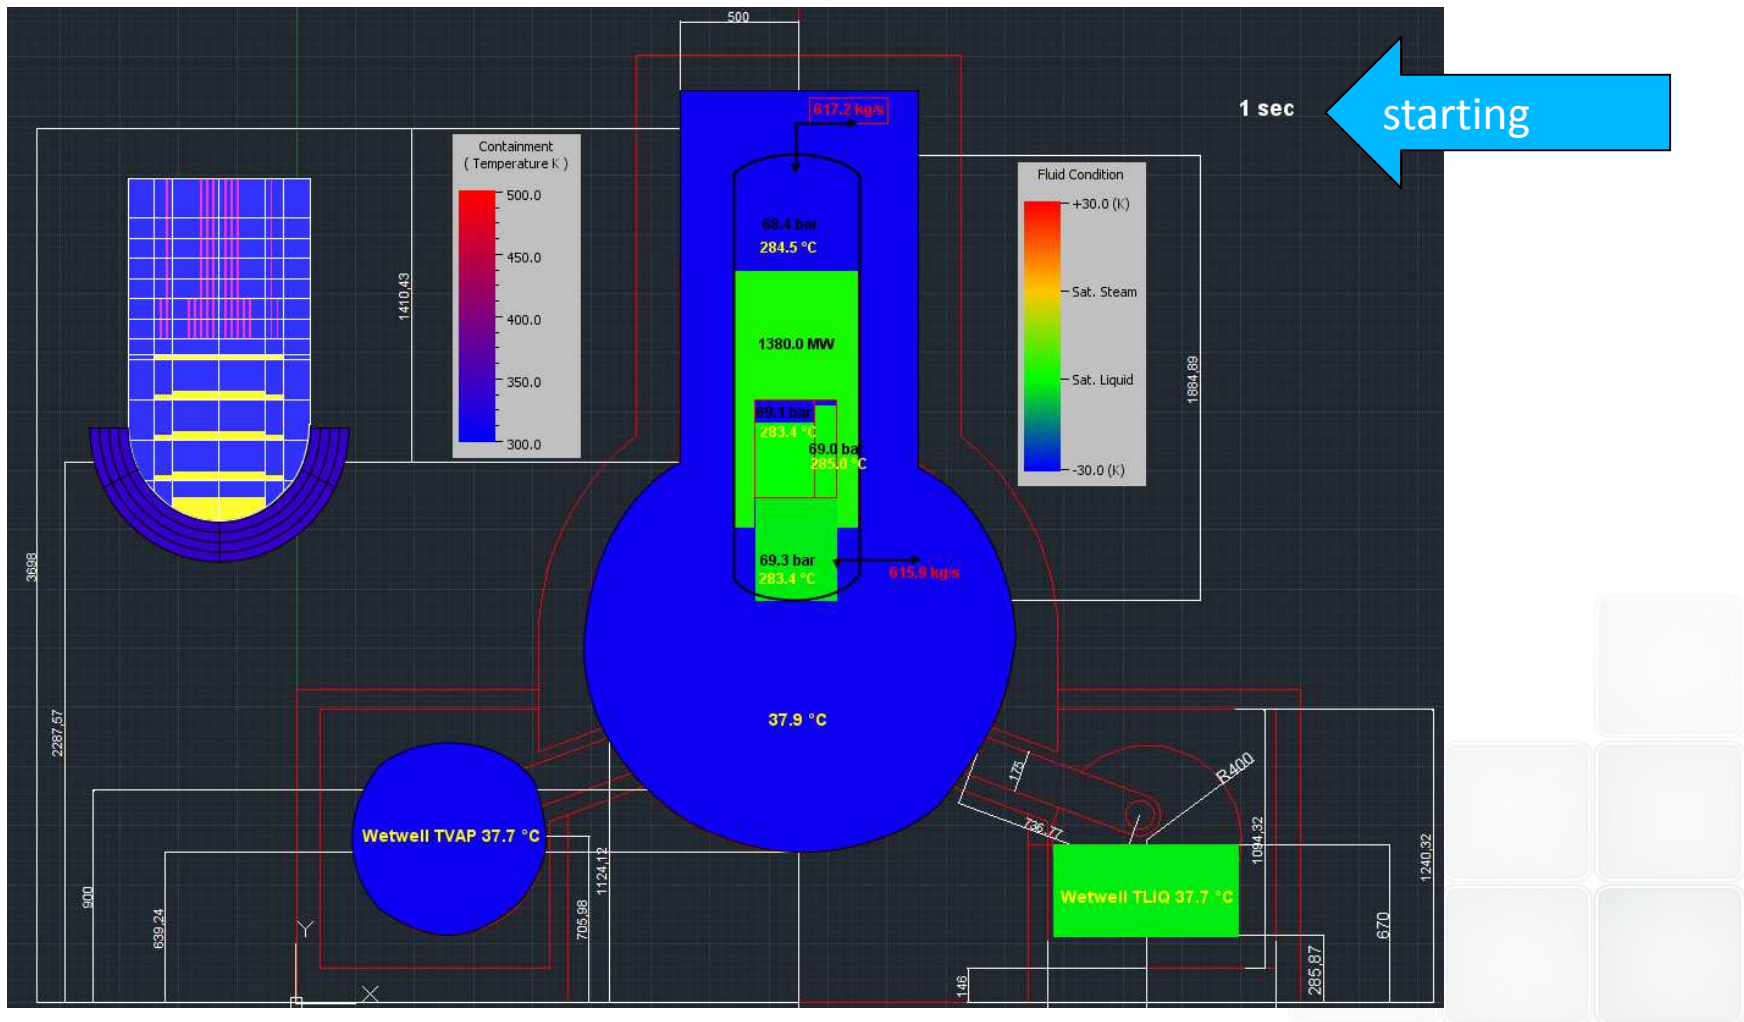 500
617.2 kg/s
1 sec
starting
Containment
( Temperature K )
500.0
450.0
400.0
350.0
300.0
Fluid Condition
+30.0 (K)
Sat. Steam
Sat. Liquid
-30.0 (K)
68.4 bar
284.5 °C
1380.0 MW
69.1 bar
283.4 °C
69.0 ba
285.0 °C
69.3 bar
283.4 °C
615.9 kg/s
1410,43
1884,89
3698
2287,57
37.9 °C
175
R400
736,77
1094,32
1240,32
Wetwell TVAP 37.7 °C
Wetwell TLIQ 37.7 °C
900
639,24
1124,12
705,98
670
285,87
146
Y
X